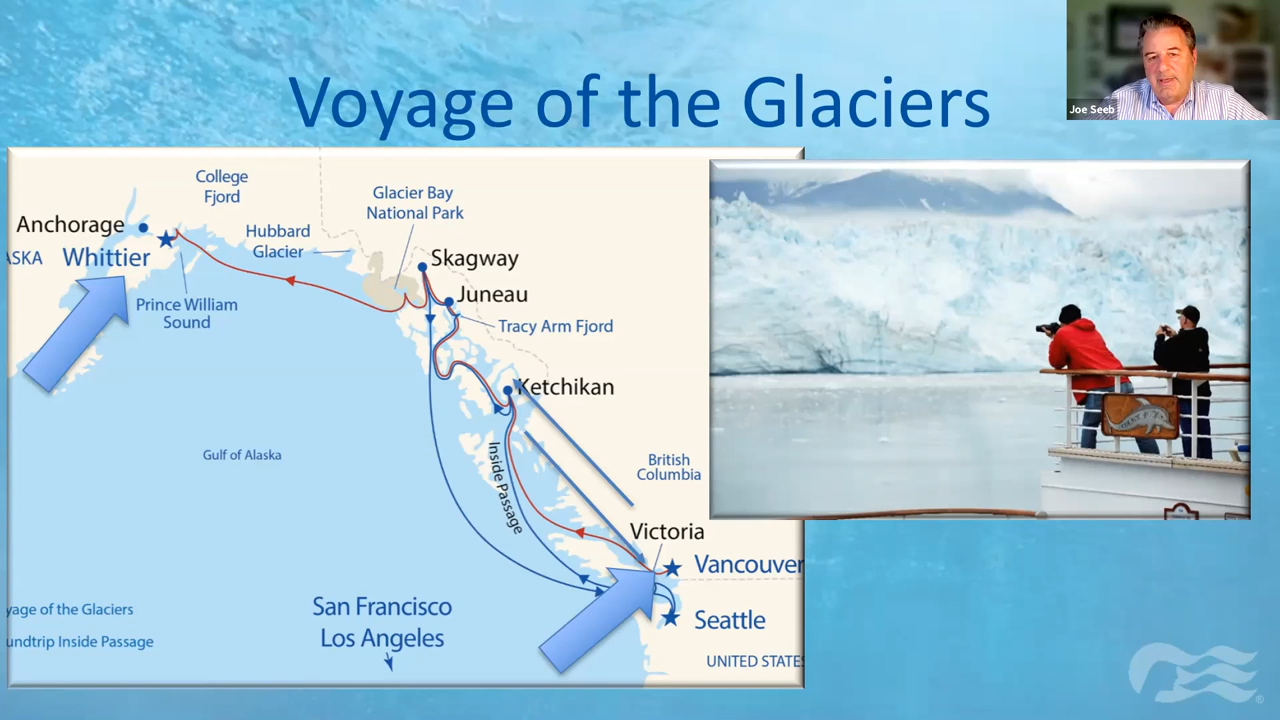 Voyage of the Glaciers
Joe Seeb
College
Fjord
Glacier Bay
National Park
Anchorage
Hubbard
Glacier
ASKA
Whittier
Skagway
Juneau
Prince William
Sound
Tracy Arm Fjord
Ketchikan
Gulf of Alaska
Inside Passage
British
Columbia
Victoria
Vancouver
yage of the Glaciers
San Francisco
Los Angeles
Seattle
undtrip Inside Passage
UNITED STATES
®